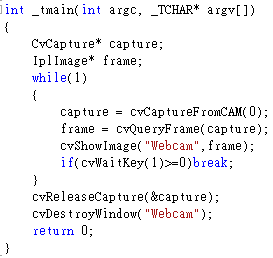 int _tmain(int argc, _TCHAR* argv[])
{
CvCapture* capture;
IplImage* frame;
while(1)
{
capture = cvCaptureFromCAM(0);
frame = cvQueryFrame(capture);
cvShowImage("Webcam",frame);
if(cvWaitKey(1)>=0)break;
}
cvReleaseCapture(&capture);
cvDestroyWindow("Webcam");
return 0;
}